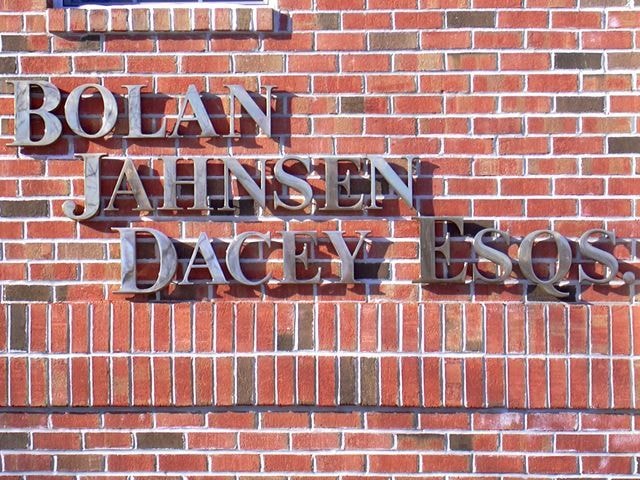 BOLAN
JAHNSEN
DACEY ESQS.